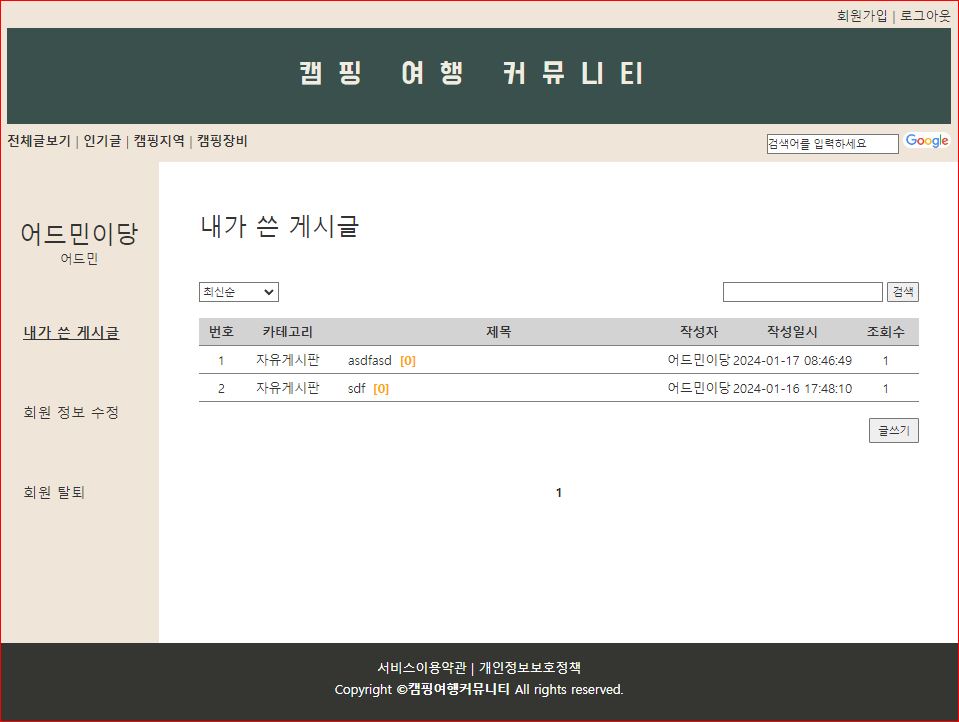 회원가입 | 로그아웃
캠핑 여행 커뮤니티
전체글보기 | 인기글 | 캠핑지역 | 캠핑장비
검색어를 입력하세요 Google
어드민이당
어드민
내가 쓴 게시글
회원 정보 수정
회원 탈퇴
내가 쓴 게시글
최신순 검색
번호 카테고리 제목 작성자 작성일시 조회수
1 자유게시판 asdfasd [0] 어드민이당 2024-01-17 08:46:49 1
2 자유게시판 sdf [0] 어드민이당 2024-01-16 17:48:10 1
글쓰기
1
서비스이용약관 | 개인정보보호정책
Copyright ©캠핑여행커뮤니티 All rights reserved.